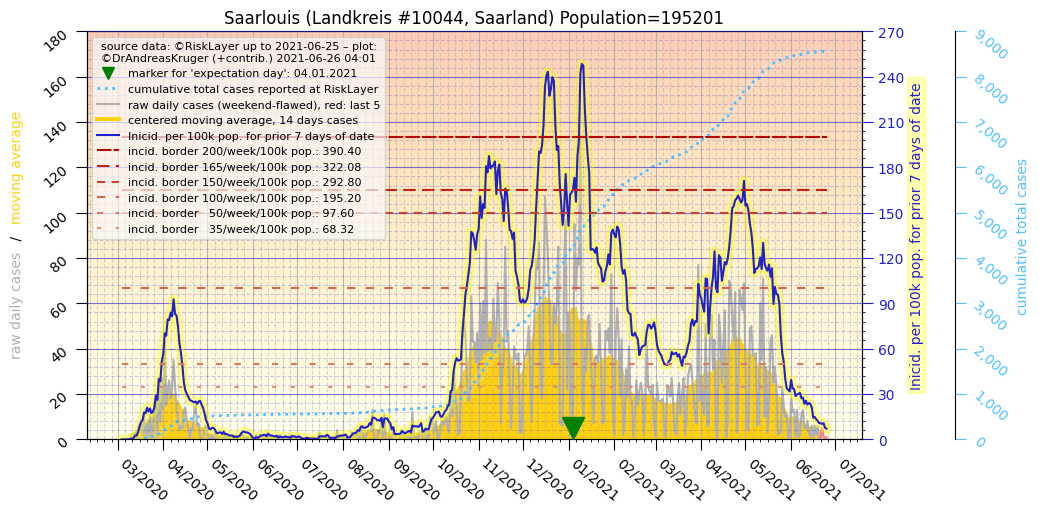 Saarlouis (Landkreis #10044, Saarland) Population=195201
source data: ©RiskLayer up to 2021-06-25 – plot:
©DrAndreasKruger (+contrib.) 2021-06-26 04:01
marker for 'expectation day': 04.01.2021
cumulative total cases reported at RiskLayer
raw daily cases (weekend-flawed), red: last 5
centered moving average, 14 days cases
Inicid. per 100k pop. for prior 7 days of date
incid. border 200/week/100k pop.: 390.40
incid. border 165/week/100k pop.: 322.08
incid. border 150/week/100k pop.: 292.80
incid. border 100/week/100k pop.: 195.20
incid. border   50/week/100k pop.: 97.60
incid. border   35/week/100k pop.: 68.32
raw daily cases / moving average
180
160
140
120
100
80
60
40
20
0
270
240
210
180
150
120
90
60
30
0
Inicid. per 100k pop. for prior 7 days of date
9,000
8,000
7,000
6,000
5,000
4,000
3,000
2,000
1,000
0
cumulative total cases
03/2020
04/2020
05/2020
06/2020
07/2020
08/2020
09/2020
10/2020
11/2020
12/2020
01/2021
02/2021
03/2021
04/2021
05/2021
06/2021
07/2021